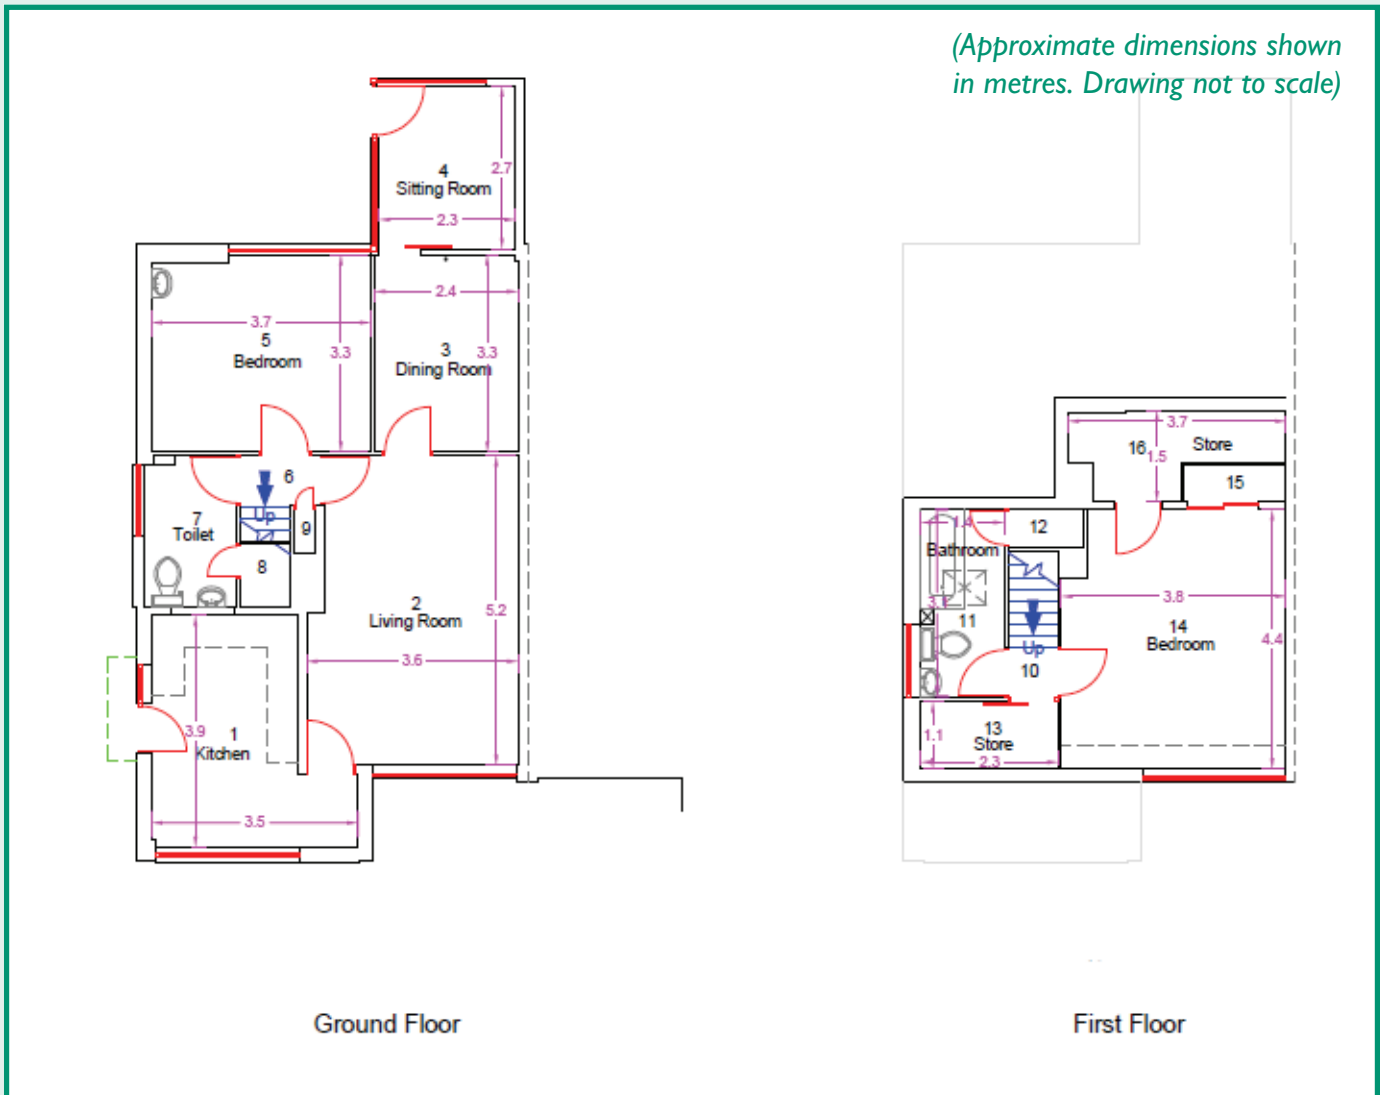 (Approximate dimensions shown
in metres. Drawing not to scale)
4
Sitting Room
2.7
2.3
2.4
3.7
5
Bedroom
3.3
3
Dining Room
3.3
6
Up
7
Toilet
9
8
2
Living Room
5.2
3.6
3.9
1
Kitchen
3.5
Ground Floor
3.7
16
Store
1.5
15
1.4
12
Bathroom
3.1
11
Up
10
3.8
14
Bedroom
4.4
13
Store
1.1
2.3
First Floor